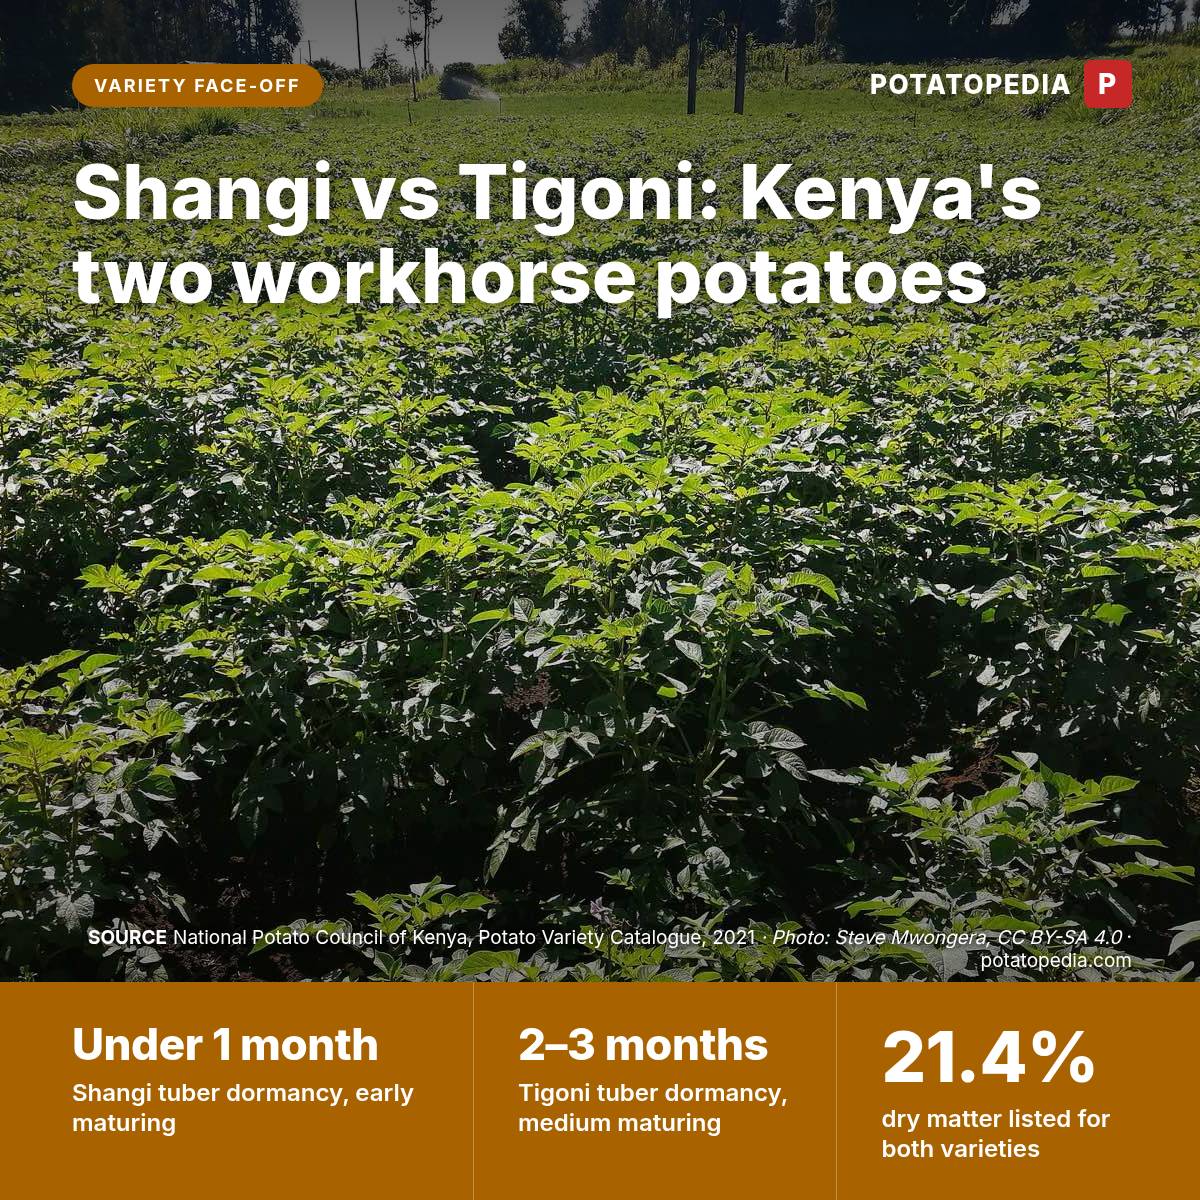 VARIETY FACE-OFF
POTATOPEDIA P
Shangi vs Tigoni: Kenya's
two workhorse potatoes
SOURCE National Potato Council of Kenya, Potato Variety Catalogue, 2021 · Photo: Steve Mwongera, CC BY-SA 4.0 ·
potatopedia.com
Under 1 month
Shangi tuber dormancy, early
maturing
2–3 months
Tigoni tuber dormancy,
medium maturing
21.4%
dry matter listed for
both varieties